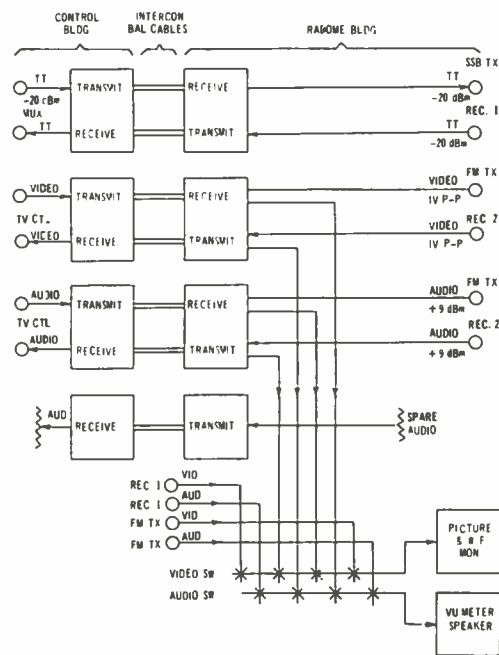 CONTROL
BLDG
INTERCON
BAL CABLES
RADOME BLDG
SSB TX
TT
TRANSMIT
RECEIVE
TT
-20 dBm
-20 dBm
MUX
REC. 1
TT
RECEIVE
TRANSMIT
TT
-20 dBm
FM TX
VIDEO
TRANSMIT
RECEIVE
VIDEO
IV P-P
TV CTL
REC 2
VIDEO
RECEIVE
TRANSMIT
VIDEO
IV P-P
FM TX
AUDIO
TRANSMIT
RECEIVE
AUDIO
+9 dBm
TV CTL
REC. 2
AUDIO
RECEIVE
TRANSMIT
AUDIO
+9 dBm
AUD
RECEIVE
TRANSMIT
SPARE
AUDIO
REC 1
VID
REC 1
AUD
FM TX
VID
FM TX
AUD
VIDEO SW
PICTURE
& W F
MON
AUDIO SW
VU METER
SPEAKER